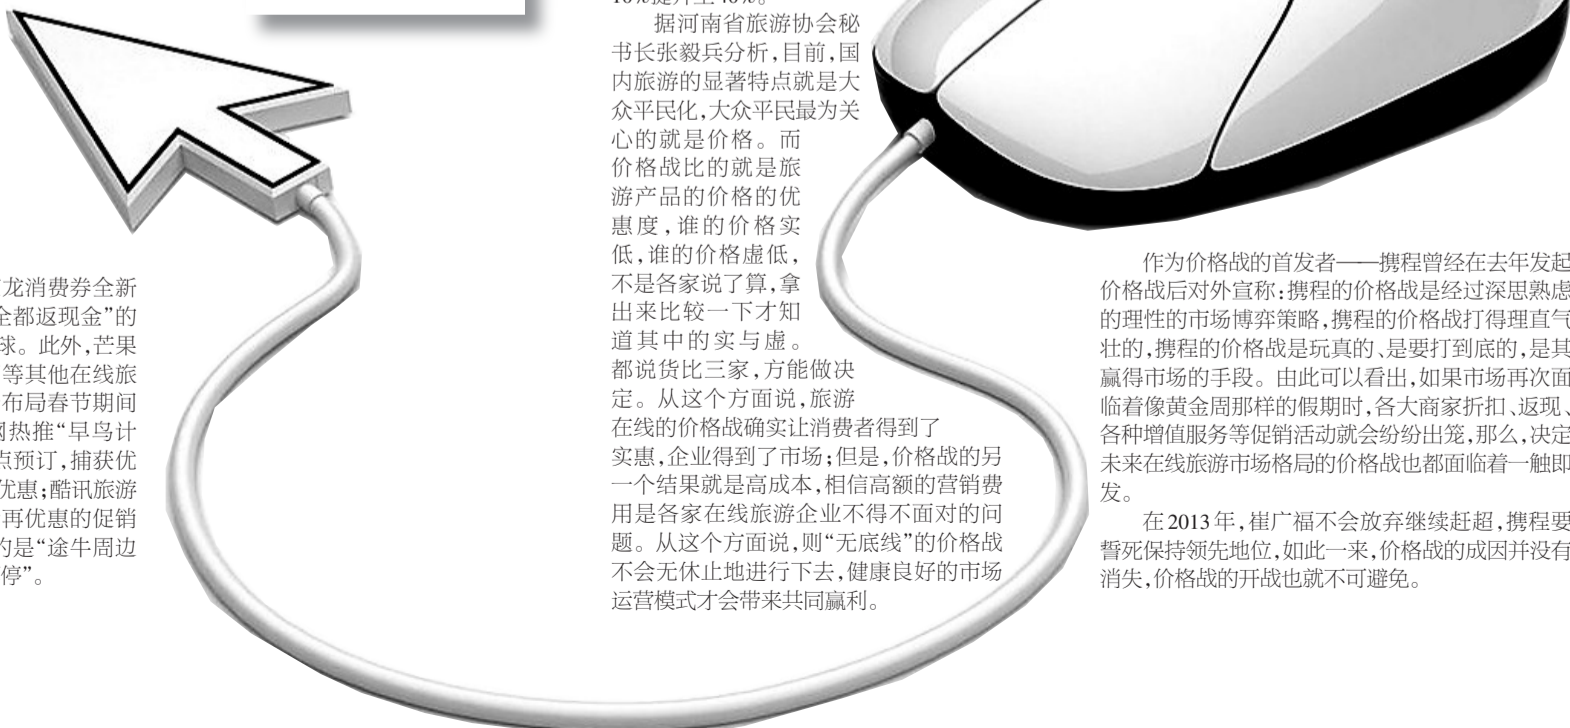 龙消费券全新
全都返现金”的
球。此外,芒果
等其他在线旅
布局春节期间
网热推“早鸟计
点预订,捕获优
优惠;酷讯旅游
再优惠的促销
的是“途牛周边
停”。
据河南省旅游协会秘
书长张毅兵分析,目前,国
内旅游的显著特点就是大
众平民化,大众平民最为关
心的就是价格。而
价格战比的就是旅
游产品的价格的优
惠度,谁的价格实
低,谁的价格虚低,
不是各家说了算,拿
出来比较一下才知
道其中的实与虚。
都说货比三家,方能做决
定。从这个方面说,旅游
在线的价格战确实让消费者得到了
实惠,企业得到了市场;但是,价格战的另
一个结果就是高成本,相信高额的营销费
用是各家在线旅游企业不得不面对的问
题。从这个方面说,则“无底线”的价格战
不会无休止地进行下去,健康良好的市场
运营模式才会带来共同赢利。
作为价格战的首发者——携程曾经在去年发起
价格战后对外宣称:携程的价格战是经过深思熟虑
的理性的市场博弈策略,携程的价格战打得理直气
壮的,携程的价格战是玩真的、是要打到底的,是其
赢得市场的手段。由此可以看出,如果市场再次面
临着像黄金周那样的假期时,各大商家折扣、返现、
各种增值服务等促销活动就会纷纷出笼,那么,决定
未来在线旅游市场格局的价格战也都面临着一触即
发。
在2013年,崔广福不会放弃继续赶超,携程要
誓死保持领先地位,如此一来,价格战的成因并没有
消失,价格战的开战也就不可避免。